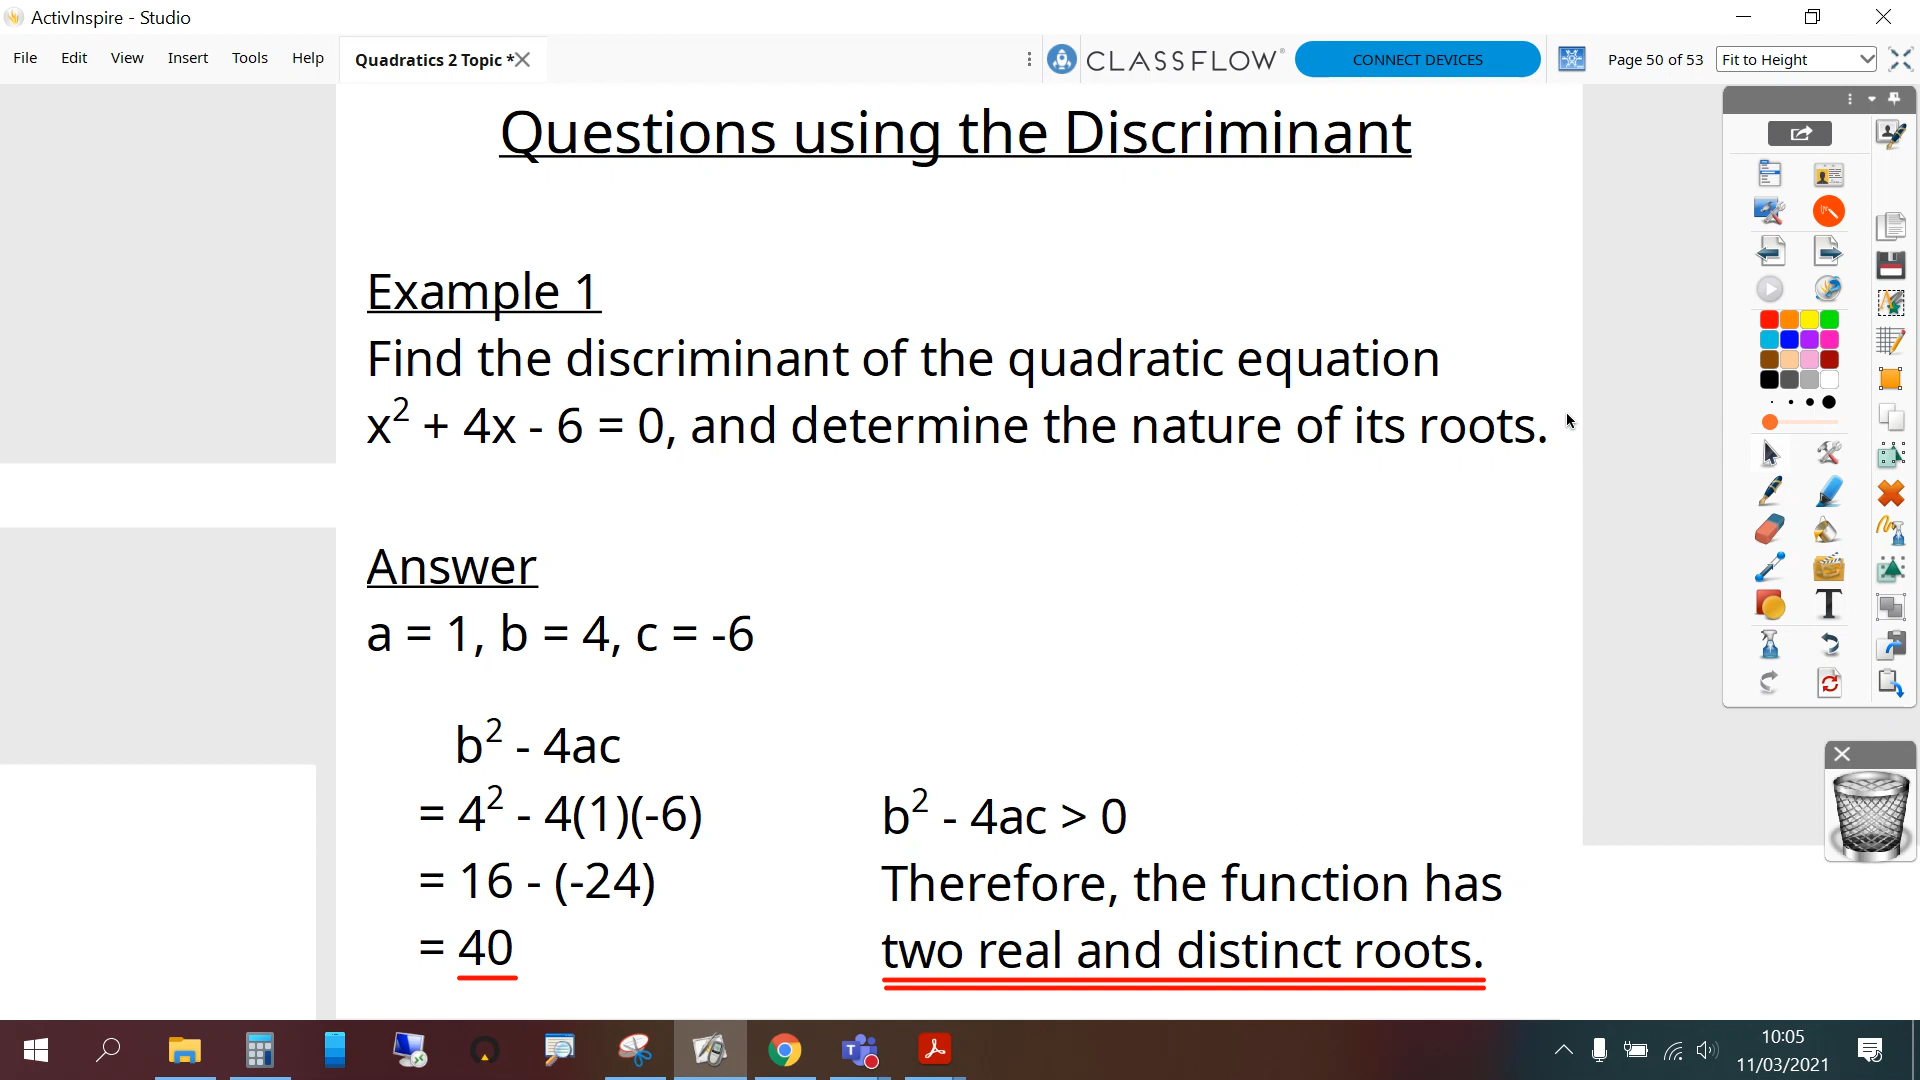 ActivInspire - Studio
File Edit View Insert Tools Help
Quadratics 2 Topic *
CLASSFLOW
CONNECT DEVICES
Page 50 of 53
Fit to Height
Questions using the Discriminant
Example 1
Find the discriminant of the quadratic equation
x² + 4x - 6 = 0, and determine the nature of its roots.
Answer
a = 1, b = 4, c = -6
b² - 4ac
= 4² - 4(1)(-6)
= 16 - (-24)
= 40
b² - 4ac > 0
Therefore, the function has
two real and distinct roots.
10:05
11/03/2021